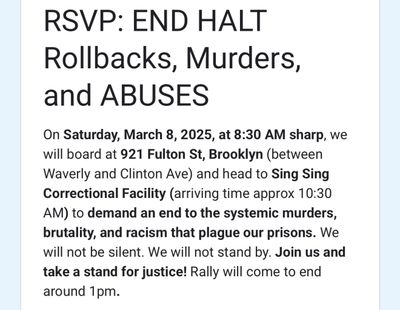 RSVP: END HALT
Rollbacks, Murders,
and ABUSES
On Saturday, March 8, 2025, at 8:30 AM sharp, we
will board at 921 Fulton St, Brooklyn (between
Waverly and Clinton Ave) and head to Sing Sing
Correctional Facility (arriving time approx 10:30
AM) to demand an end to the systemic murders,
brutality, and racism that plague our prisons. We
will not be silent. We will not stand by. Join us and
take a stand for justice! Rally will come to end
around 1pm.